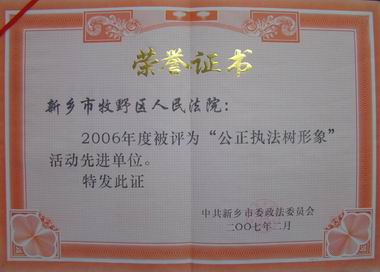 荣誉证书
新乡市牧野区人民法院：
2006年度被评为“公正执法树形象”
活动先进单位。
特发此证
中共新乡市委政法委员会
二〇〇七年二月